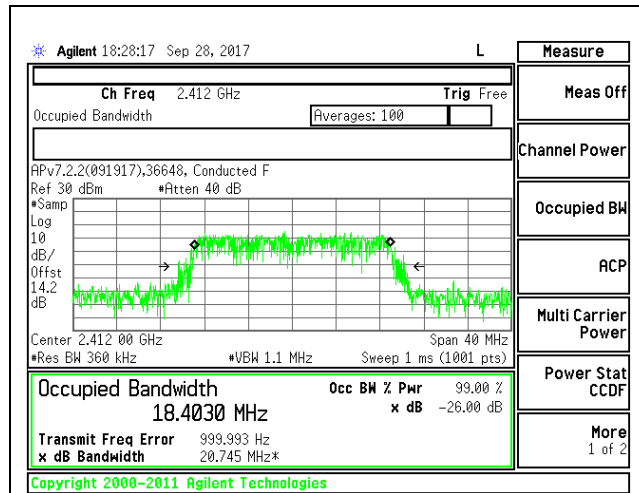 Agilent 18:28:17 Sep 28, 2017 L
Measure
Ch Freq 2.412 GHz Trig Free
Occupied Bandwidth Averages: 100
Meas Off
Channel Power
Occupied BW
ACP
Multi Carrier
Power
Power Stat
CCDF
More
1 of 2
APv7.2.2(091917),36648, Conducted F
Ref 30 dBm #Atten 40 dB
#Samp
Log
10
dB/
Offst
14.2
dB
Center 2.412 00 GHz Span 40 MHz
#Res BW 360 kHz #VBW 1.1 MHz Sweep 1 ms (1001 pts)
Occupied Bandwidth Occ BW % Pwr 99.00 %
18.4030 MHz x dB -26.00 dB
Transmit Freq Error 999.993 Hz
x dB Bandwidth 20.745 MHz*
Copyright 2000-2011 Agilent Technologies